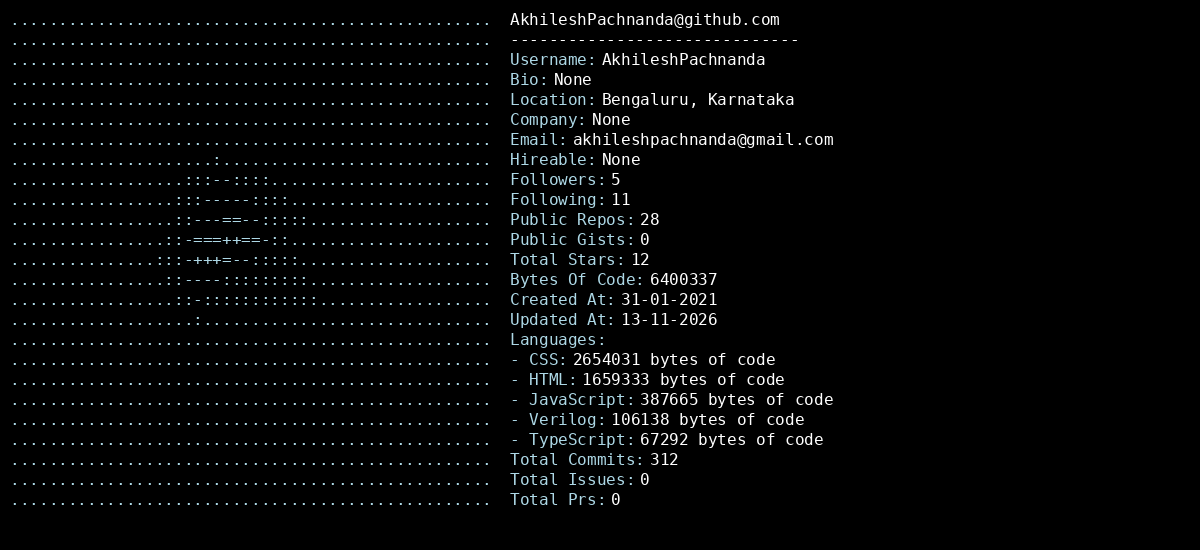 AkhileshPachnanda@github.com
------------------------------
Username: AkhileshPachnanda
Bio: None
Location: Bengaluru, Karnataka
Company: None
Email: akhileshpachnanda@gmail.com
Hireable: None
Followers: 5
Following: 11
Public Repos: 28
Public Gists: 0
Total Stars: 12
Bytes Of Code: 6400337
Created At: 31-01-2021
Updated At: 13-11-2026
Languages:
- CSS: 2654031 bytes of code
- HTML: 1659333 bytes of code
- JavaScript: 387665 bytes of code
- Verilog: 106138 bytes of code
- TypeScript: 67292 bytes of code
Total Commits: 312
Total Issues: 0
Total Prs: 0